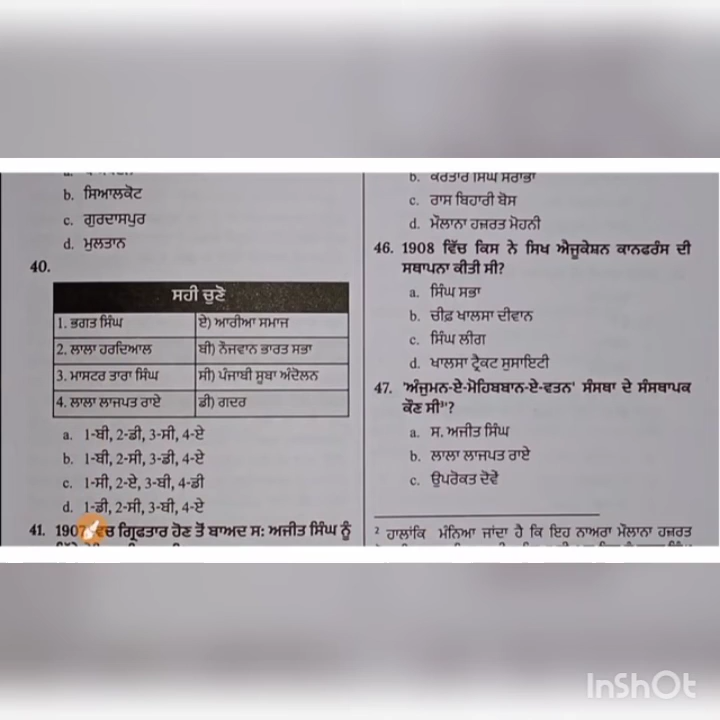 b. ਸਿਆਲਕੋਟ
c. ਗੁਰਦਾਸਪੁਰ
d. ਮੁਲਤਾਨ
40.
ਸਹੀ ਚੁਣੋ
1. ਭਗਤ ਸਿੰਘ ਏ) ਆਰੀਆ ਸਮਾਜ
2. ਲਾਲਾ ਹਰਦਿਆਲ ਬੀ) ਨੌਜਵਾਨ ਭਾਰਤ ਸਭਾ
3. ਮਾਸਟਰ ਤਾਰਾ ਸਿੰਘ ਸੀ) ਪੰਜਾਬੀ ਸੂਬਾ ਅੰਦੋਲਨ
4. ਲਾਲਾ ਲਾਜਪਤ ਰਾਏ ਡੀ) ਗਦਰ
a. 1-ਬੀ, 2-ਡੀ, 3-ਸੀ, 4-ਏ
b. 1-ਬੀ, 2-ਸੀ, 3-ਡੀ, 4-ਏ
c. 1-ਸੀ, 2-ਏ, 3-ਬੀ, 4-ਡੀ
d. 1-ਡੀ, 2-ਸੀ, 3-ਬੀ, 4-ਏ
41. 1907 ਵਿੱਚ ਗ੍ਰਿਫਤਾਰ ਹੋਣ ਤੋਂ ਬਾਅਦ ਸ: ਅਜੀਤ ਸਿੰਘ ਨੂੰ
b. ਕਰਤਾਰ ਸਿੰਘ ਸਰਾਭਾ
c. ਰਾਸ ਬਿਹਾਰੀ ਬੋਸ
d. ਮੌਲਾਨਾ ਹਜ਼ਰਤ ਮੋਹਨੀ
46. 1908 ਵਿੱਚ ਕਿਸ ਨੇ ਸਿਖ ਐਜੂਕੇਸ਼ਨ ਕਾਨਫਰੰਸ ਦੀ
ਸਥਾਪਨਾ ਕੀਤੀ ਸੀ?
a. ਸਿੰਘ ਸਭਾ
b. ਚੀਫ਼ ਖਾਲਸਾ ਦੀਵਾਨ
c. ਸਿੰਘ ਲੀਗ
d. ਖਾਲਸਾ ਟ੍ਰੈਕਟ ਸੁਸਾਇਟੀ
47. 'ਅੰਜੁਮਨ-ਏ-ਮੋਹਿਬਬਾਨ-ਏ-ਵਤਨ' ਸੰਸਥਾ ਦੇ ਸੰਸਥਾਪਕ
ਕੌਣ ਸੀ?
a. ਸ. ਅਜੀਤ ਸਿੰਘ
b. ਲਾਲਾ ਲਾਜਪਤ ਰਾਏ
c. ਉਪਰੋਕਤ ਦੋਵੇਂ
2 ਹਾਲਾਂਕਿ ਮੰਨਿਆ ਜਾਂਦਾ ਹੈ ਕਿ ਇਹ ਨਾਅਰਾ ਮੌਲਾਨਾ ਹਜ਼ਰਤ
InShOt